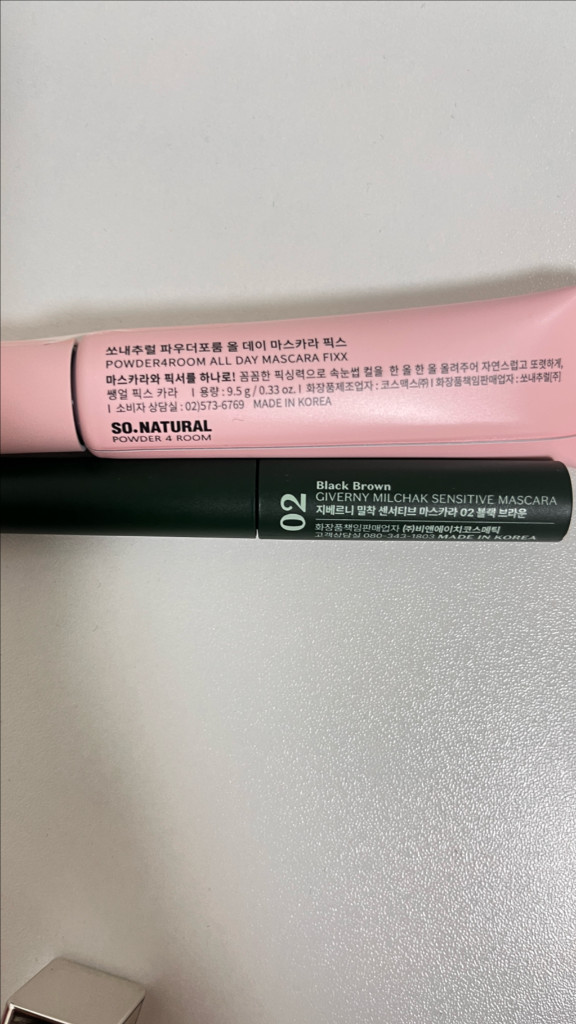 쏘내추럴 파우더포룸 올 데이 마스카라 픽스
POWDER4ROOM ALL DAY MASCARA FIXX
마스카라와 픽서를 하나로! 꼼꼼한 픽싱력으로 속눈썹 컬을 한 올 한 올 올려주어 자연스럽고 또렷하게,
쌩얼 픽스 카라 | 용량 : 9.5 g / 0.33 oz. | 화장품제조업자 : 코스맥스㈜ | 화장품책임판매업자 : 쏘내추럴㈜
| 소비자 상담실 : 02)573-6769 MADE IN KOREA
SO.NATURAL
POWDER 4 ROOM
02
Black Brown
GIVERNY MILCHAK SENSITIVE MASCARA
지베르니 밀착 센서티브 마스카라 02 블랙 브라운
화장품책임판매업자 ㈜비앤에이치코스메틱
고객상담실 080-343-1803 MADE IN KOREA